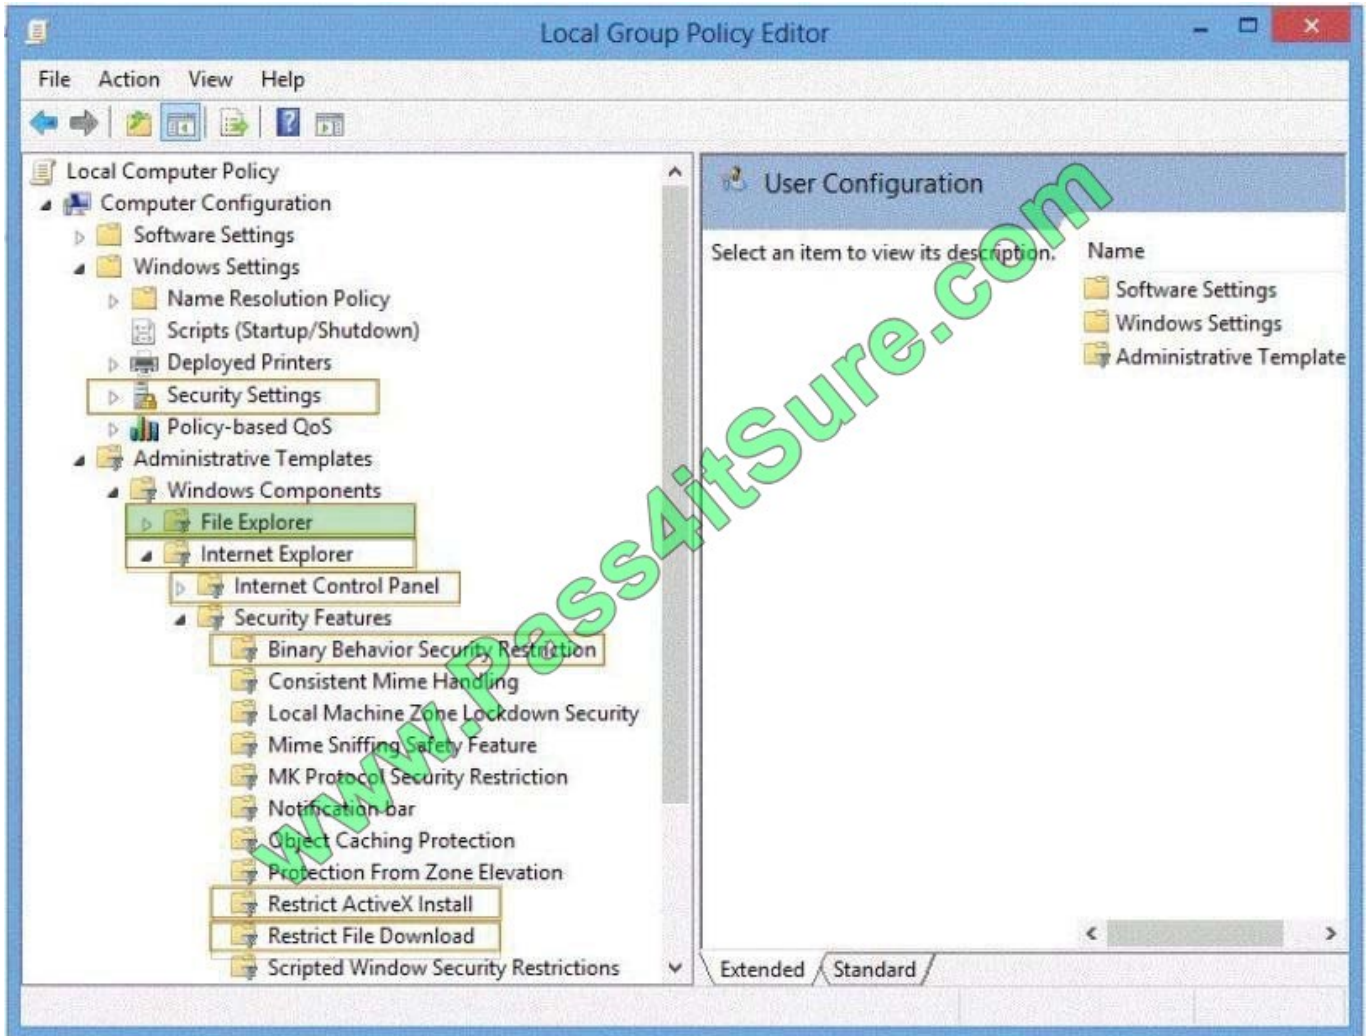 Local Group Policy Editor
File Action View Help
Local Computer Policy
Computer Configuration
Software Settings
Windows Settings
Name Resolution Policy
Scripts (Startup/Shutdown)
Deployed Printers
Security Settings
Policy-based QoS
Administrative Templates
Windows Components
File Explorer
Internet Explorer
Internet Control Panel
Security Features
Binary Behavior Security Restriction
Consistent Mime Handling
Local Machine Zone Lockdown Security
Mime Sniffing Safety Feature
MK Protocol Security Restriction
Notification bar
Object Caching Protection
Protection From Zone Elevation
Restrict ActiveX Install
Restrict File Download
Scripted Window Security Restrictions
User Configuration
Select an item to view its description.
Name
Software Settings
Windows Settings
Administrative Template
Extended Standard
www.Pass4itSure.com